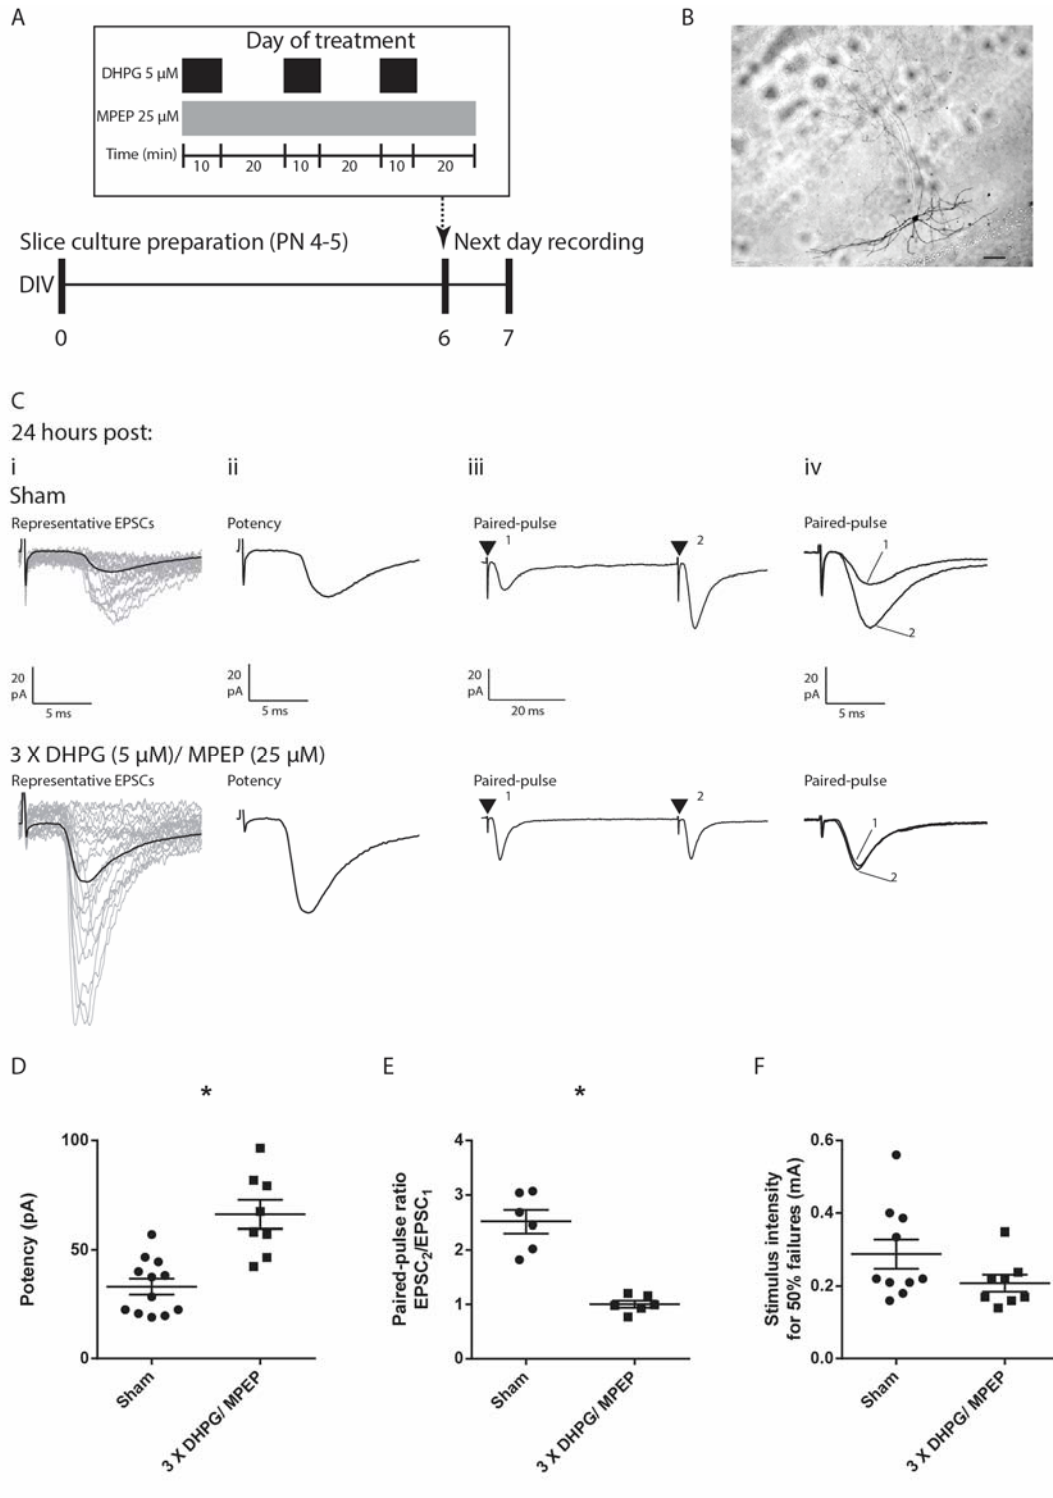 A
B
Day of treatment
DHPG 5 µM
MPEP 25 µM
Time (min)
10 20 10 20 10 20
Slice culture preparation (PN 4-5)
Next day recording
DIV
0 6 7
C
24 hours post:
i ii iii iv
Sham
Representative EPSCs Potency Paired-pulse Paired-pulse
1 2 1
2
20 pA 5 ms
20 pA 5 ms
20 pA 20 ms
20 pA 5 ms
3 X DHPG (5 µM)/ MPEP (25 µM)
Representative EPSCs Potency Paired-pulse Paired-pulse
1 2 1
2
D E F
* *
Potency (pA)
100
50
0
Sham
3 X DHPG/ MPEP
Paired-pulse ratio
EPSC2/EPSC1
4
3
2
1
0
Sham
3 X DHPG/ MPEP
Stimulus intensity
for 50% failures (mA)
0.6
0.4
0.2
0.0
Sham
3 X DHPG/ MPEP